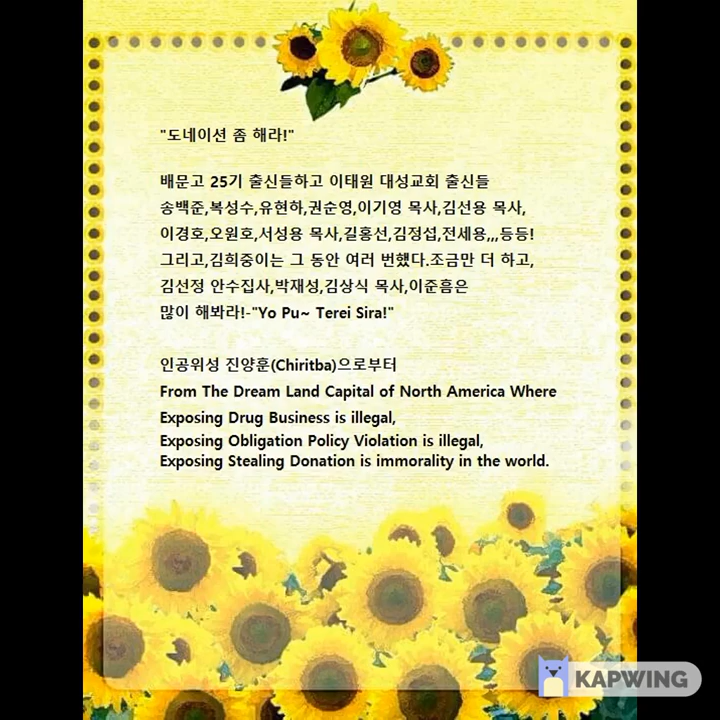 "도네이션 좀 해라!"
배문고 25기 출신들하고 이태원 대성교회 출신들
송백준,복성수,유현하,권순영,이기영 목사,김선용 목사,
이경호,오원호,서성용 목사,길홍선,김정섭,전세용,,,등등!
그리고,김희중이는 그 동안 여러 번했다.조금만 더 하고,
김선정 안수집사,박재성,김상식 목사,이준흠은
많이 해봐라!-"Yo Pu~ Terei Sira!"
인공위성 진양훈(Chiritba)으로부터
From The Dream Land Capital of North America Where
Exposing Drug Business is illegal,
Exposing Obligation Policy Violation is illegal,
Exposing Stealing Donation is immorality in the world.
KAPWING